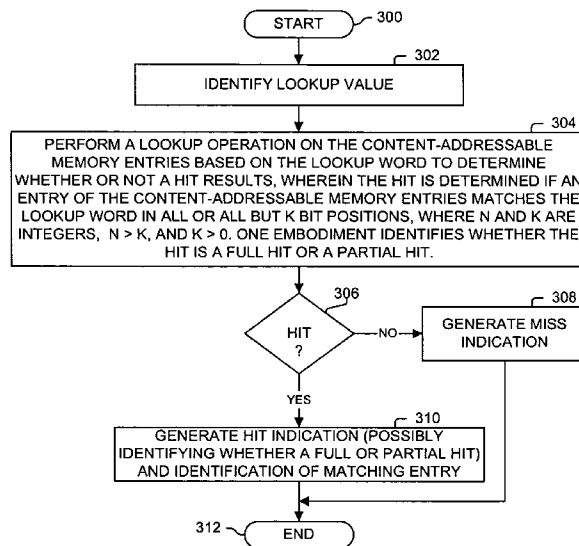 START
300
302
IDENTIFY LOOKUP VALUE
304
PERFORM A LOOKUP OPERATION ON THE CONTENT-ADDRESSABLE
MEMORY ENTRIES BASED ON THE LOOKUP WORD TO DETERMINE
WHETHER OR NOT A HIT RESULTS, WHEREIN THE HIT IS DETERMINED IF AN
ENTRY OF THE CONTENT-ADDRESSABLE MEMORY ENTRIES MATCHES THE
LOOKUP WORD IN ALL OR ALL BUT K BIT POSITIONS, WHERE N AND K ARE
INTEGERS, N > K, AND K > 0. ONE EMBODIMENT IDENTIFIES WHETHER THE
HIT IS A FULL HIT OR A PARTIAL HIT.
306
HIT
?
NO
308
GENERATE MISS
INDICATION
YES
310
GENERATE HIT INDICATION (POSSIBLY
IDENTIFYING WHETHER A FULL OR PARTIAL HIT)
AND IDENTIFICATION OF MATCHING ENTRY
312
END